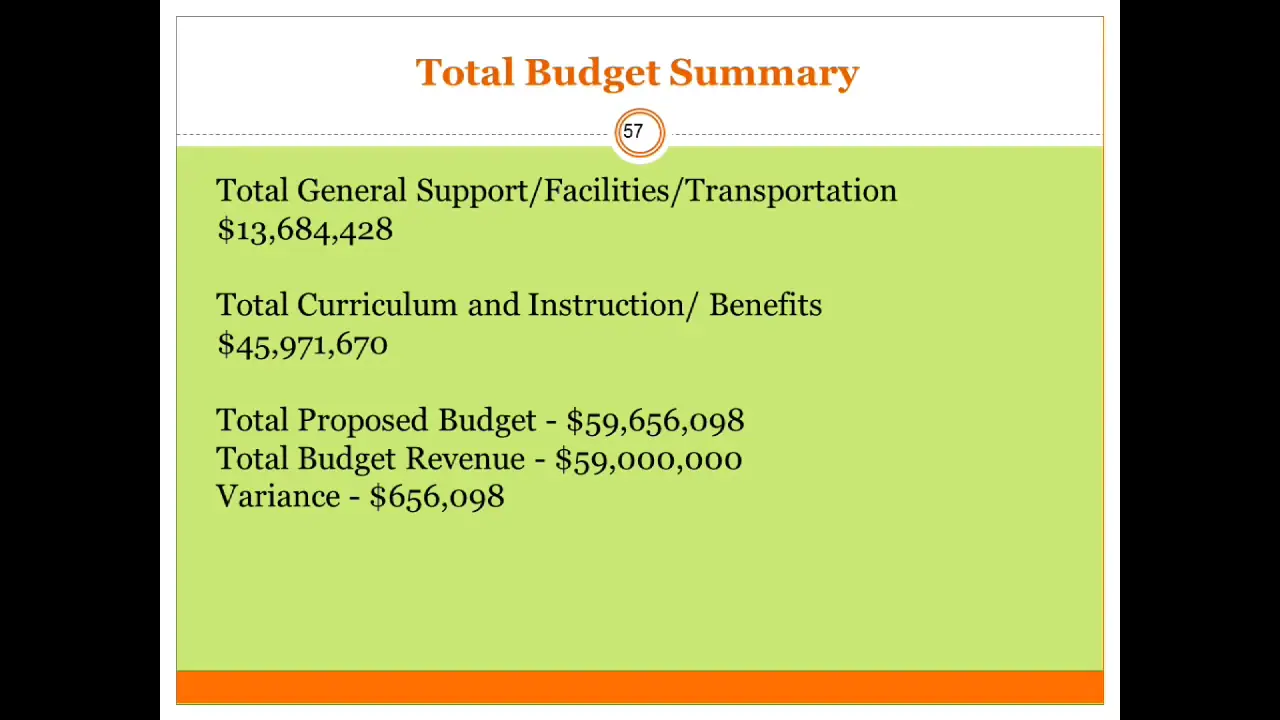 Total Budget Summary
57
Total General Support/Facilities/Transportation
$13,684,428
Total Curriculum and Instruction/ Benefits
$45,971,670
Total Proposed Budget - $59,656,098
Total Budget Revenue - $59,000,000
Variance - $656,098